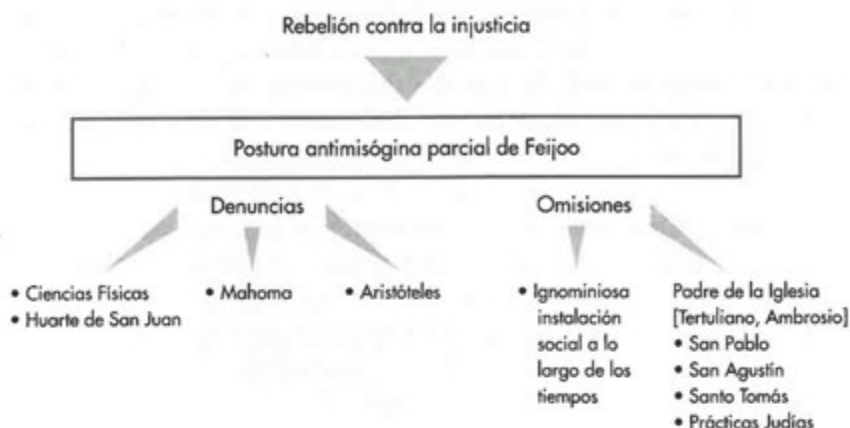 Rebelión contra la injusticia
Postura antimisógina parcial de Feijoo
Denuncias
Omisiones
• Ciencias Físicas
• Huarte de San Juan
• Mahoma
• Aristóteles
• Ignominiosa
instalación
social a lo
largo de los
tiempos
Padre de la Iglesia
[Tertuliano, Ambrosio]
• San Pablo
• San Agustín
• Santo Tomás
• Prácticas Judías